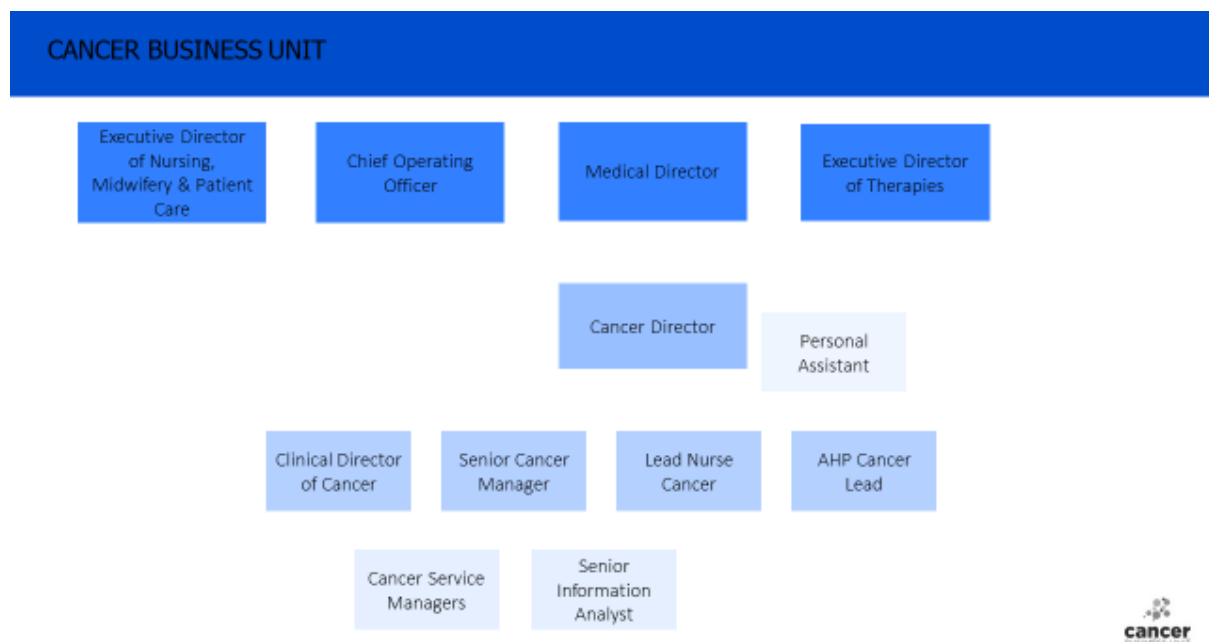 CANCER BUSINESS UNIT
Executive Director
of Nursing,
Midwifery & Patient
Care
Chief Operating
Officer
Medical Director
Executive Director
of Therapies
Cancer Director
Personal
Assistant
Clinical Director
of Cancer
Senior Cancer
Manager
Lead Nurse
Cancer
AHP Cancer
Lead
Cancer Service
Managers
Senior
Information
Analyst
cancer